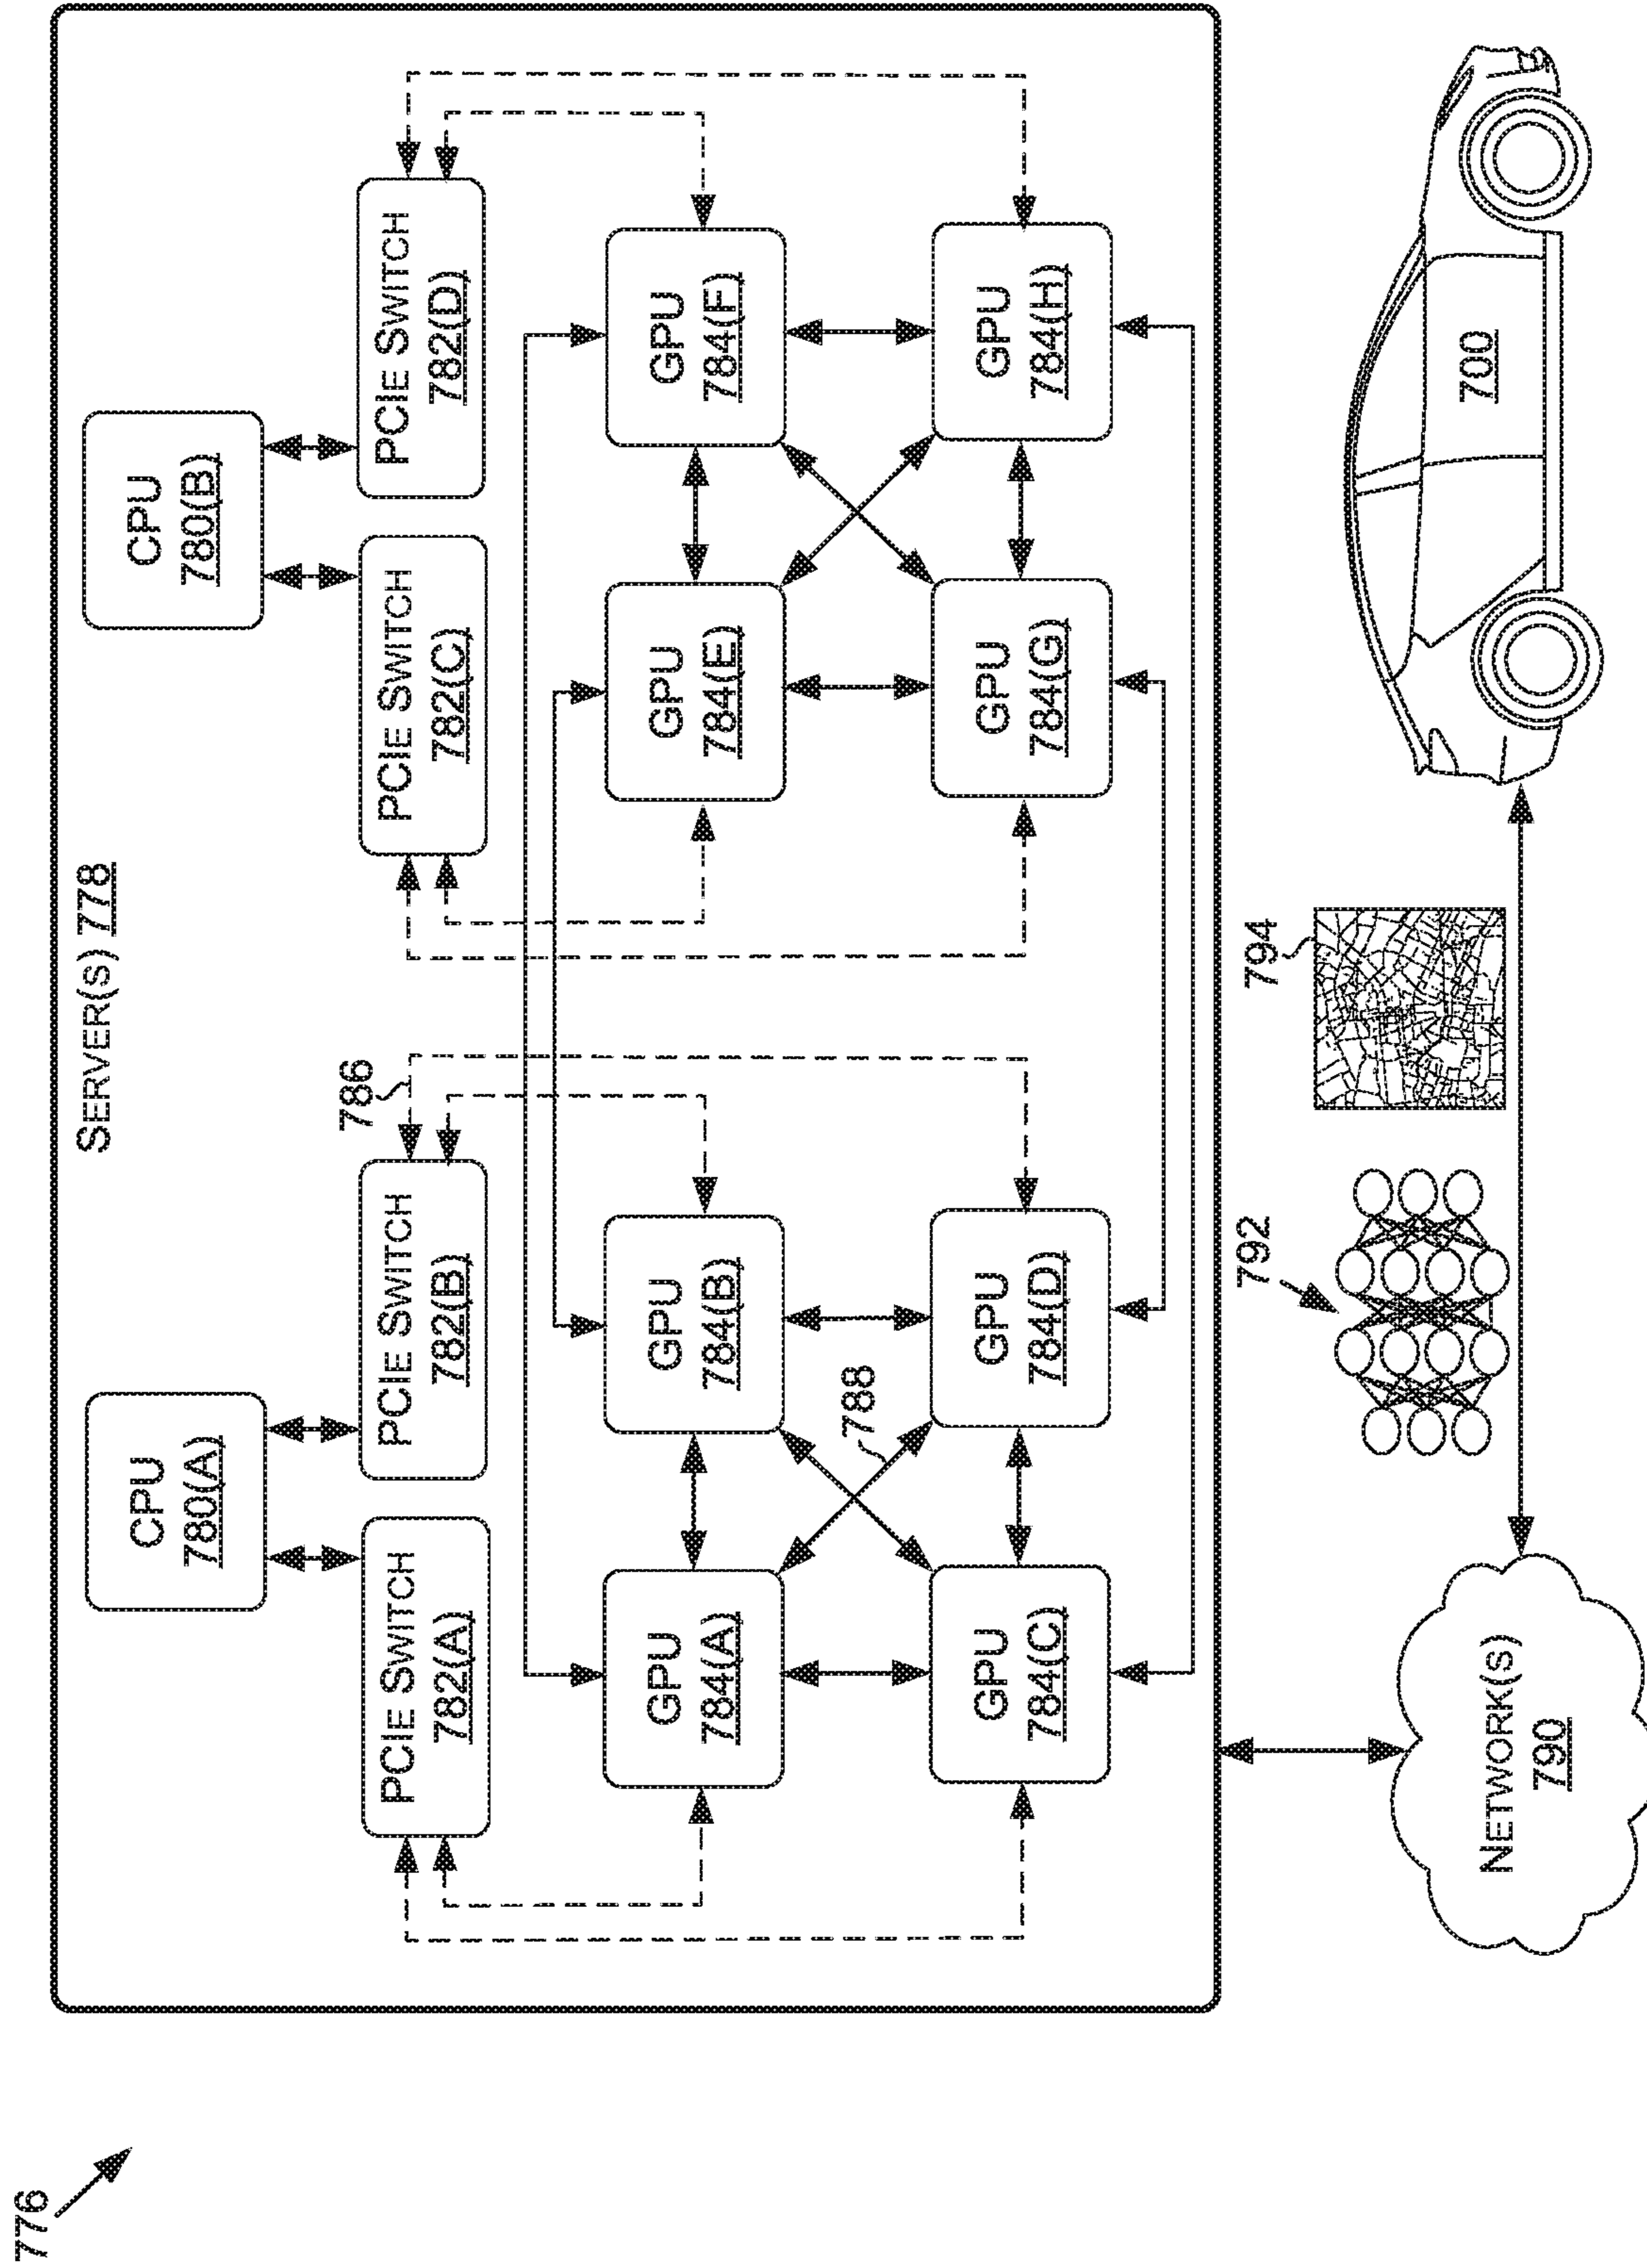 776
SERVER(S) 778
CPU
780(A)
CPU
780(B)
PCIE SWITCH
782(A)
PCIE SWITCH
782(B)
786
PCIE SWITCH
782(C)
PCIE SWITCH
782(D)
GPU
784(A)
GPU
784(B)
GPU
784(E)
GPU
784(F)
788
GPU
784(C)
GPU
784(D)
GPU
784(G)
GPU
784(H)
NETWORK(S)
790
792
794
700